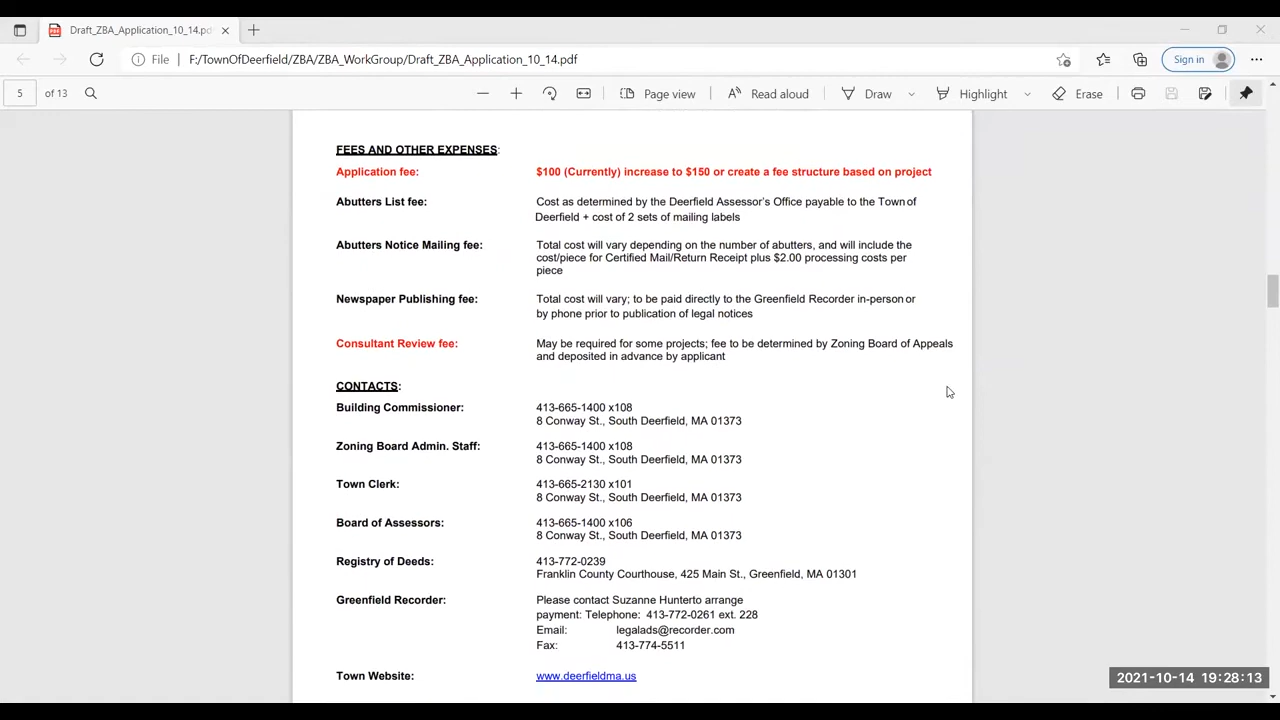 Draft_ZBA_Application_10_14.pd
File
F:/TownOfDeerfield/ZBA/ZBA_WorkGroup/Draft_ZBA_Application_10_14.pdf
Sign in
5 of 13
Page view
Read aloud
Draw
Highlight
Erase
FEES AND OTHER EXPENSES:
Application fee: $100 (Currently) increase to $150 or create a fee structure based on project
Abutters List fee: Cost as determined by the Deerfield Assessor's Office payable to the Town of
Deerfield + cost of 2 sets of mailing labels
Abutters Notice Mailing fee: Total cost will vary depending on the number of abutters, and will include the
cost/piece for Certified Mail/Return Receipt plus $2.00 processing costs per
piece
Newspaper Publishing fee: Total cost will vary; to be paid directly to the Greenfield Recorder in-person or
by phone prior to publication of legal notices
Consultant Review fee: May be required for some projects; fee to be determined by Zoning Board of Appeals
and deposited in advance by applicant
CONTACTS:
Building Commissioner: 413-665-1400 x108
8 Conway St., South Deerfield, MA 01373
Zoning Board Admin. Staff: 413-665-1400 x108
8 Conway St., South Deerfield, MA 01373
Town Clerk: 413-665-2130 x101
8 Conway St., South Deerfield, MA 01373
Board of Assessors: 413-665-1400 x106
8 Conway St., South Deerfield, MA 01373
Registry of Deeds: 413-772-0239
Franklin County Courthouse, 425 Main St., Greenfield, MA 01301
Greenfield Recorder: Please contact Suzanne Hunterto arrange
payment: Telephone: 413-772-0261 ext. 228
Email: legalads@recorder.com
Fax: 413-774-5511
Town Website: www.deerfieldma.us
2021-10-14 19:28:13